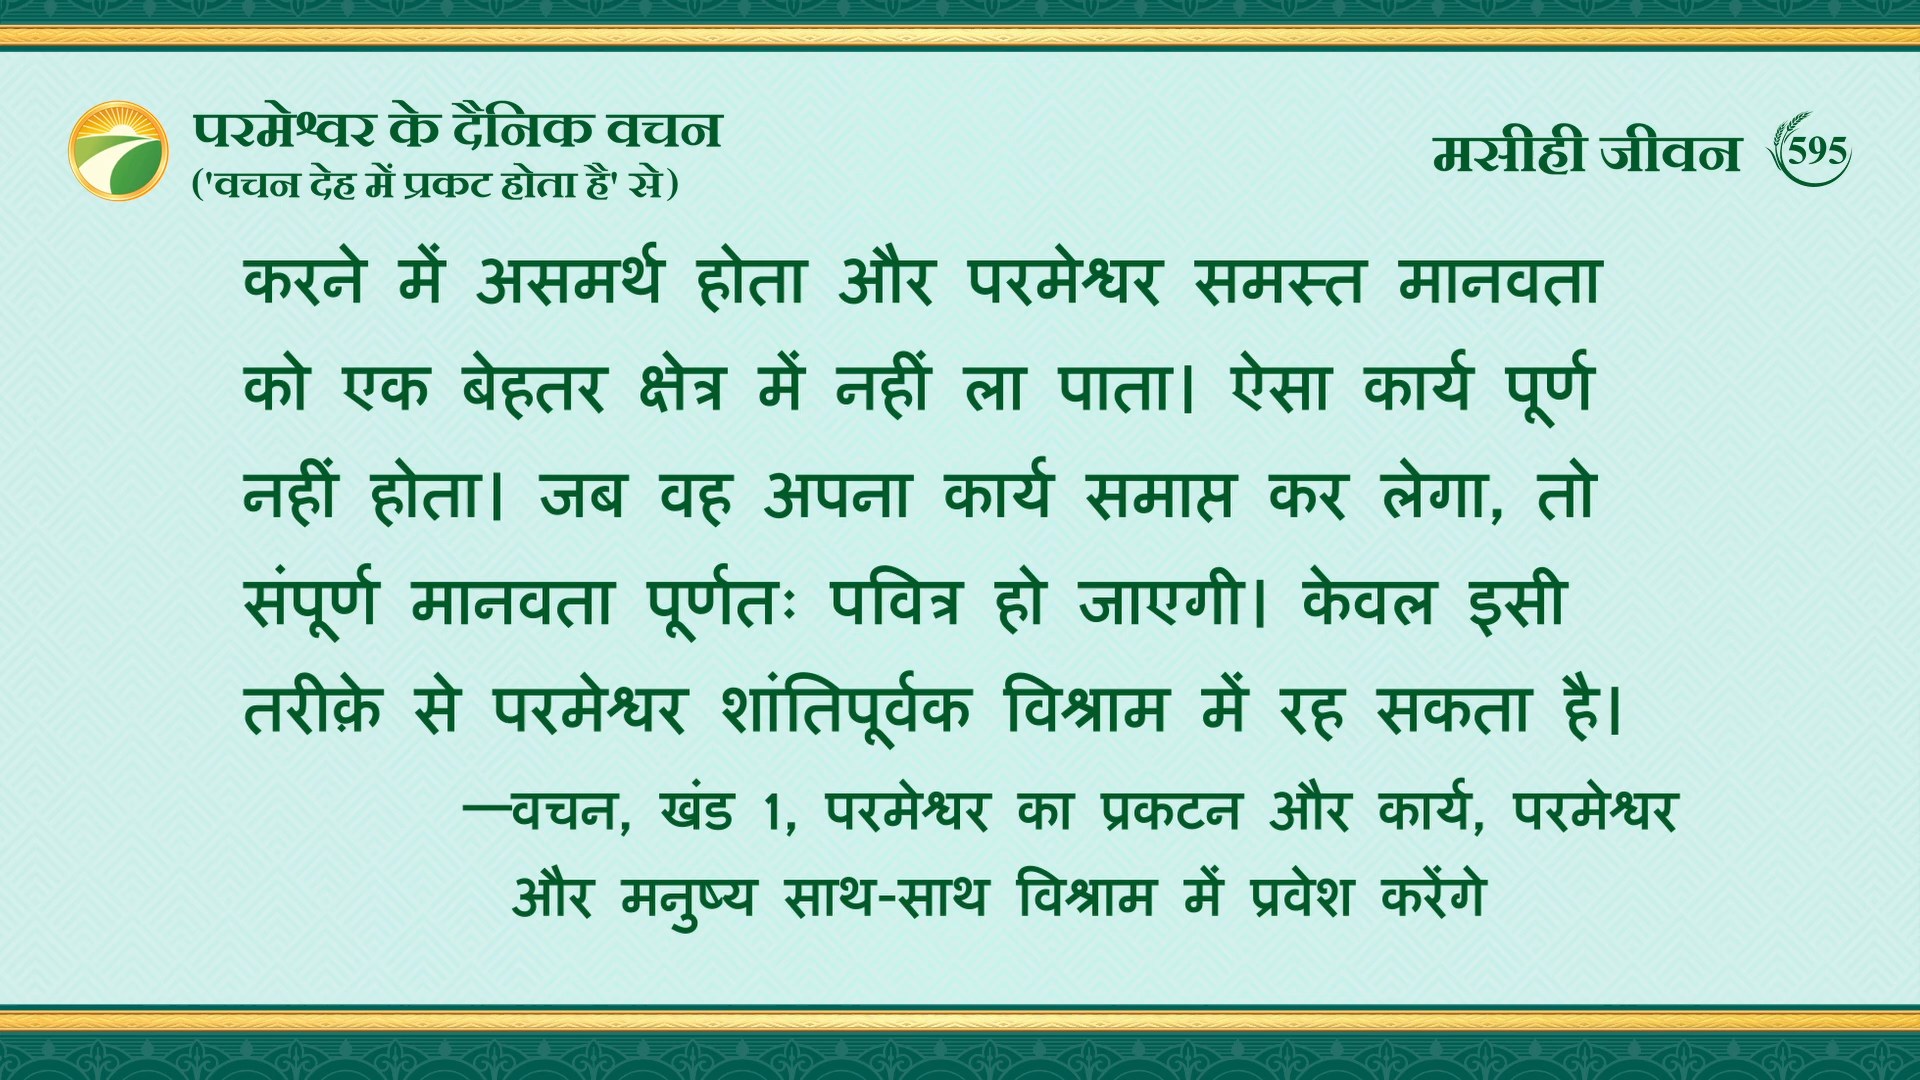 परमेश्वर के दैनिक वचन
('वचन देह में प्रकट होता है' से)
मसीही जीवन 595
करने में असमर्थ होता और परमेश्वर समस्त मानवता
को एक बेहतर क्षेत्र में नहीं ला पाता। ऐसा कार्य पूर्ण
नहीं होता। जब वह अपना कार्य समाप्त कर लेगा, तो
संपूर्ण मानवता पूर्णतः पवित्र हो जाएगी। केवल इसी
तरीक़े से परमेश्वर शांतिपूर्वक विश्राम में रह सकता है।
—वचन, खंड 1, परमेश्वर का प्रकटन और कार्य, परमेश्वर
और मनुष्य साथ-साथ विश्राम में प्रवेश करेंगे